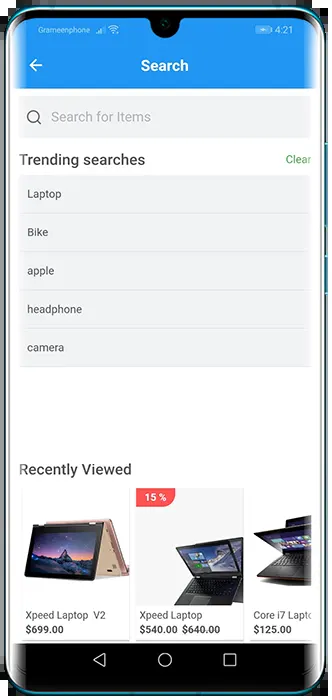 Grameenphone 4:21
Search
Search for Items
Trending searches Clear
Laptop
Bike
apple
headphone
camera
Recently Viewed
15 %
Xpeed Laptop V2 Xpeed Laptop Core i7 Lapto
$699.00 $540.00 $640.00 $125.00